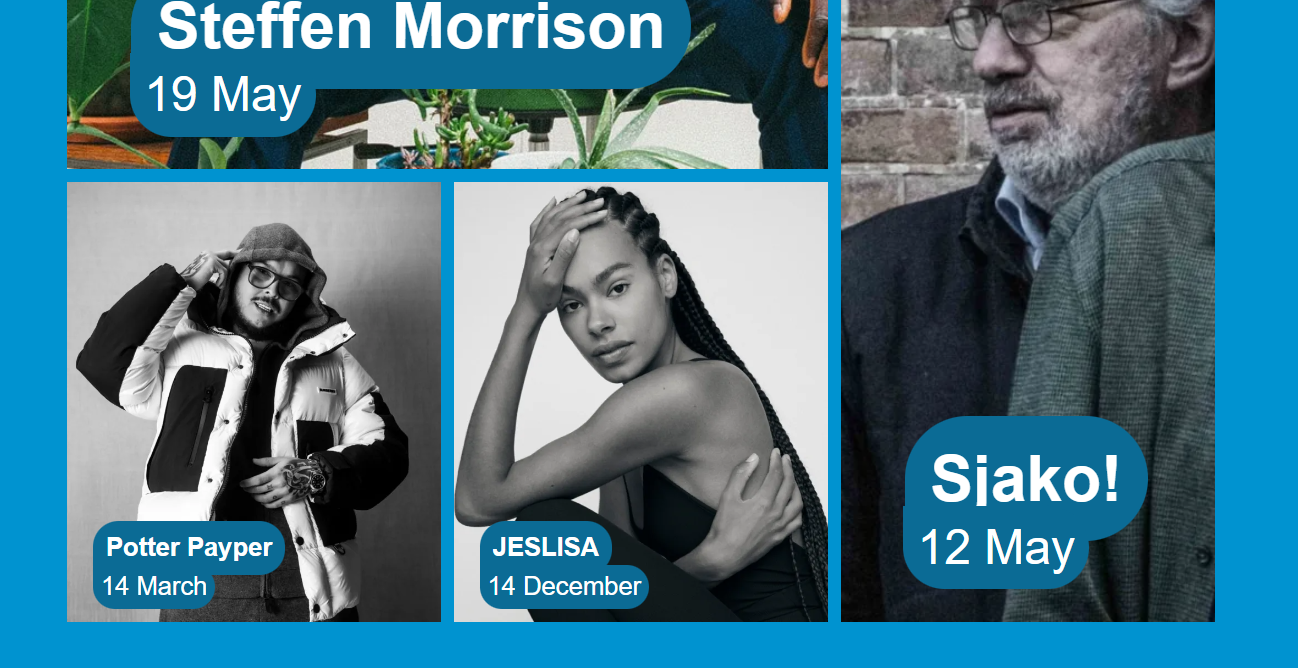 Steffen Morrison
19 May
Potter Payper
14 March
JESLISA
14 December
Sjako!
12 May